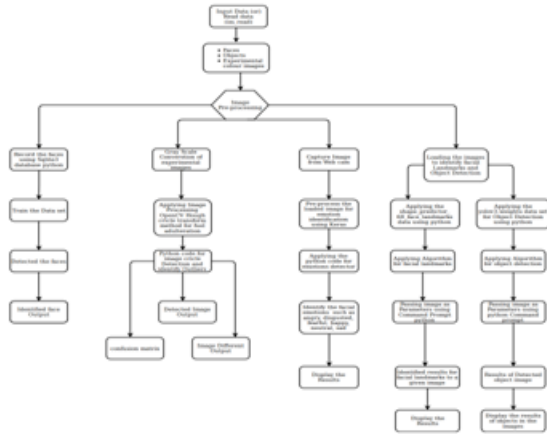 Input Data set
Read data
Faces
Objects
Experimental
colour images
Image
Pre-processing
Record the faces
using
database python
Train the Data set
Detected the faces
Identified face
Output
Gray Scale
Conversion of
experimental
images
Applying Image
Processing
OpenCV Hough
circle transform
method for
adulteration
Python code for
image circle
Detection and
identify Outliers
confusion matrix
Detected Image
Output
Image Different
Output
Capture Image
from Web cam
Pre-process the
loaded image for
emotion
identification
using Keras
Applying the
python code for
emotions detector
Identify the facial
emotions such as
angry, disgusted,
fearful, happy,
neutral, sad
Display the
Results
Loading the images
to identify facial
Landmarks and
Object Detection
Applying the
shape predictor
68 face landmarks
data using python
Applying Algorithm
for facial landmarks
Passing image as
Parameters using
Command Prompt
python
Identified results for
facial landmarks to a
given image
Display the
Results
Applying the
data
set for Object Detection
using python
Applying Algorithm
for object detection
Passing image as
Parameters using
python Command
prompt
Results of Detected
object image
Display the results
of objects in the
images